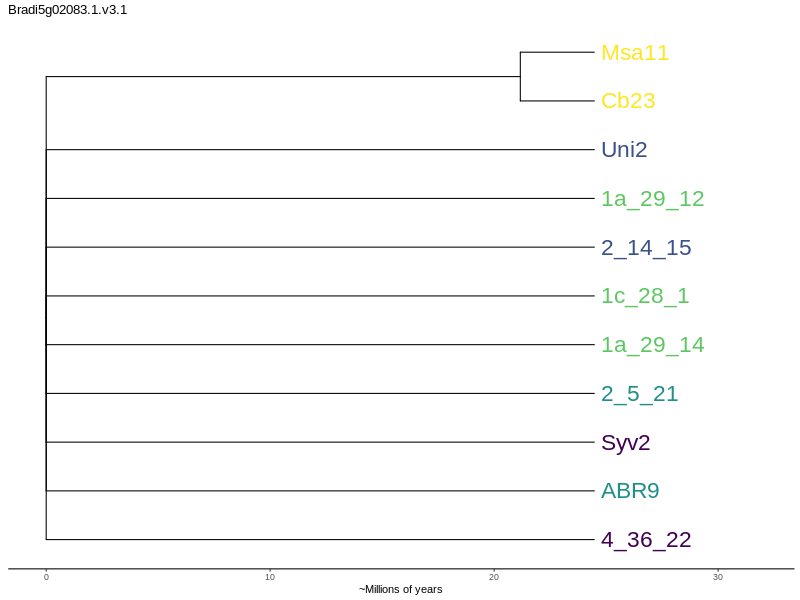 Bradi5g02083.1.v3.1
Msa11
Cb23
Uni2
1a_29_12
2_14_15
1c_28_1
1a_29_14
2_5_21
Syv2
ABR9
4_36_22
0 10 20 30
~Millions of years